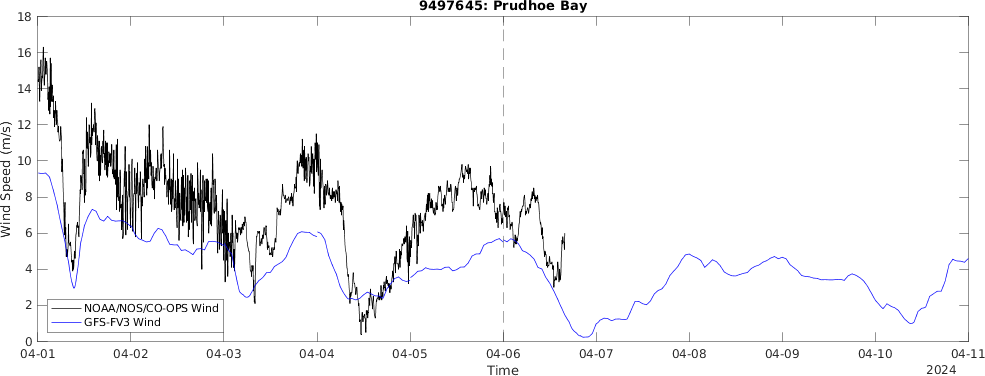 9497645: Prudhoe Bay
18
16
14
12
10
8
6
4
2
0
Wind Speed (m/s)
NOAA/NOS/CO-OPS Wind
GFS-FV3 Wind
04-01 04-02 04-03 04-04 04-05 04-06 04-07 04-08 04-09 04-10 04-11
Time
2024